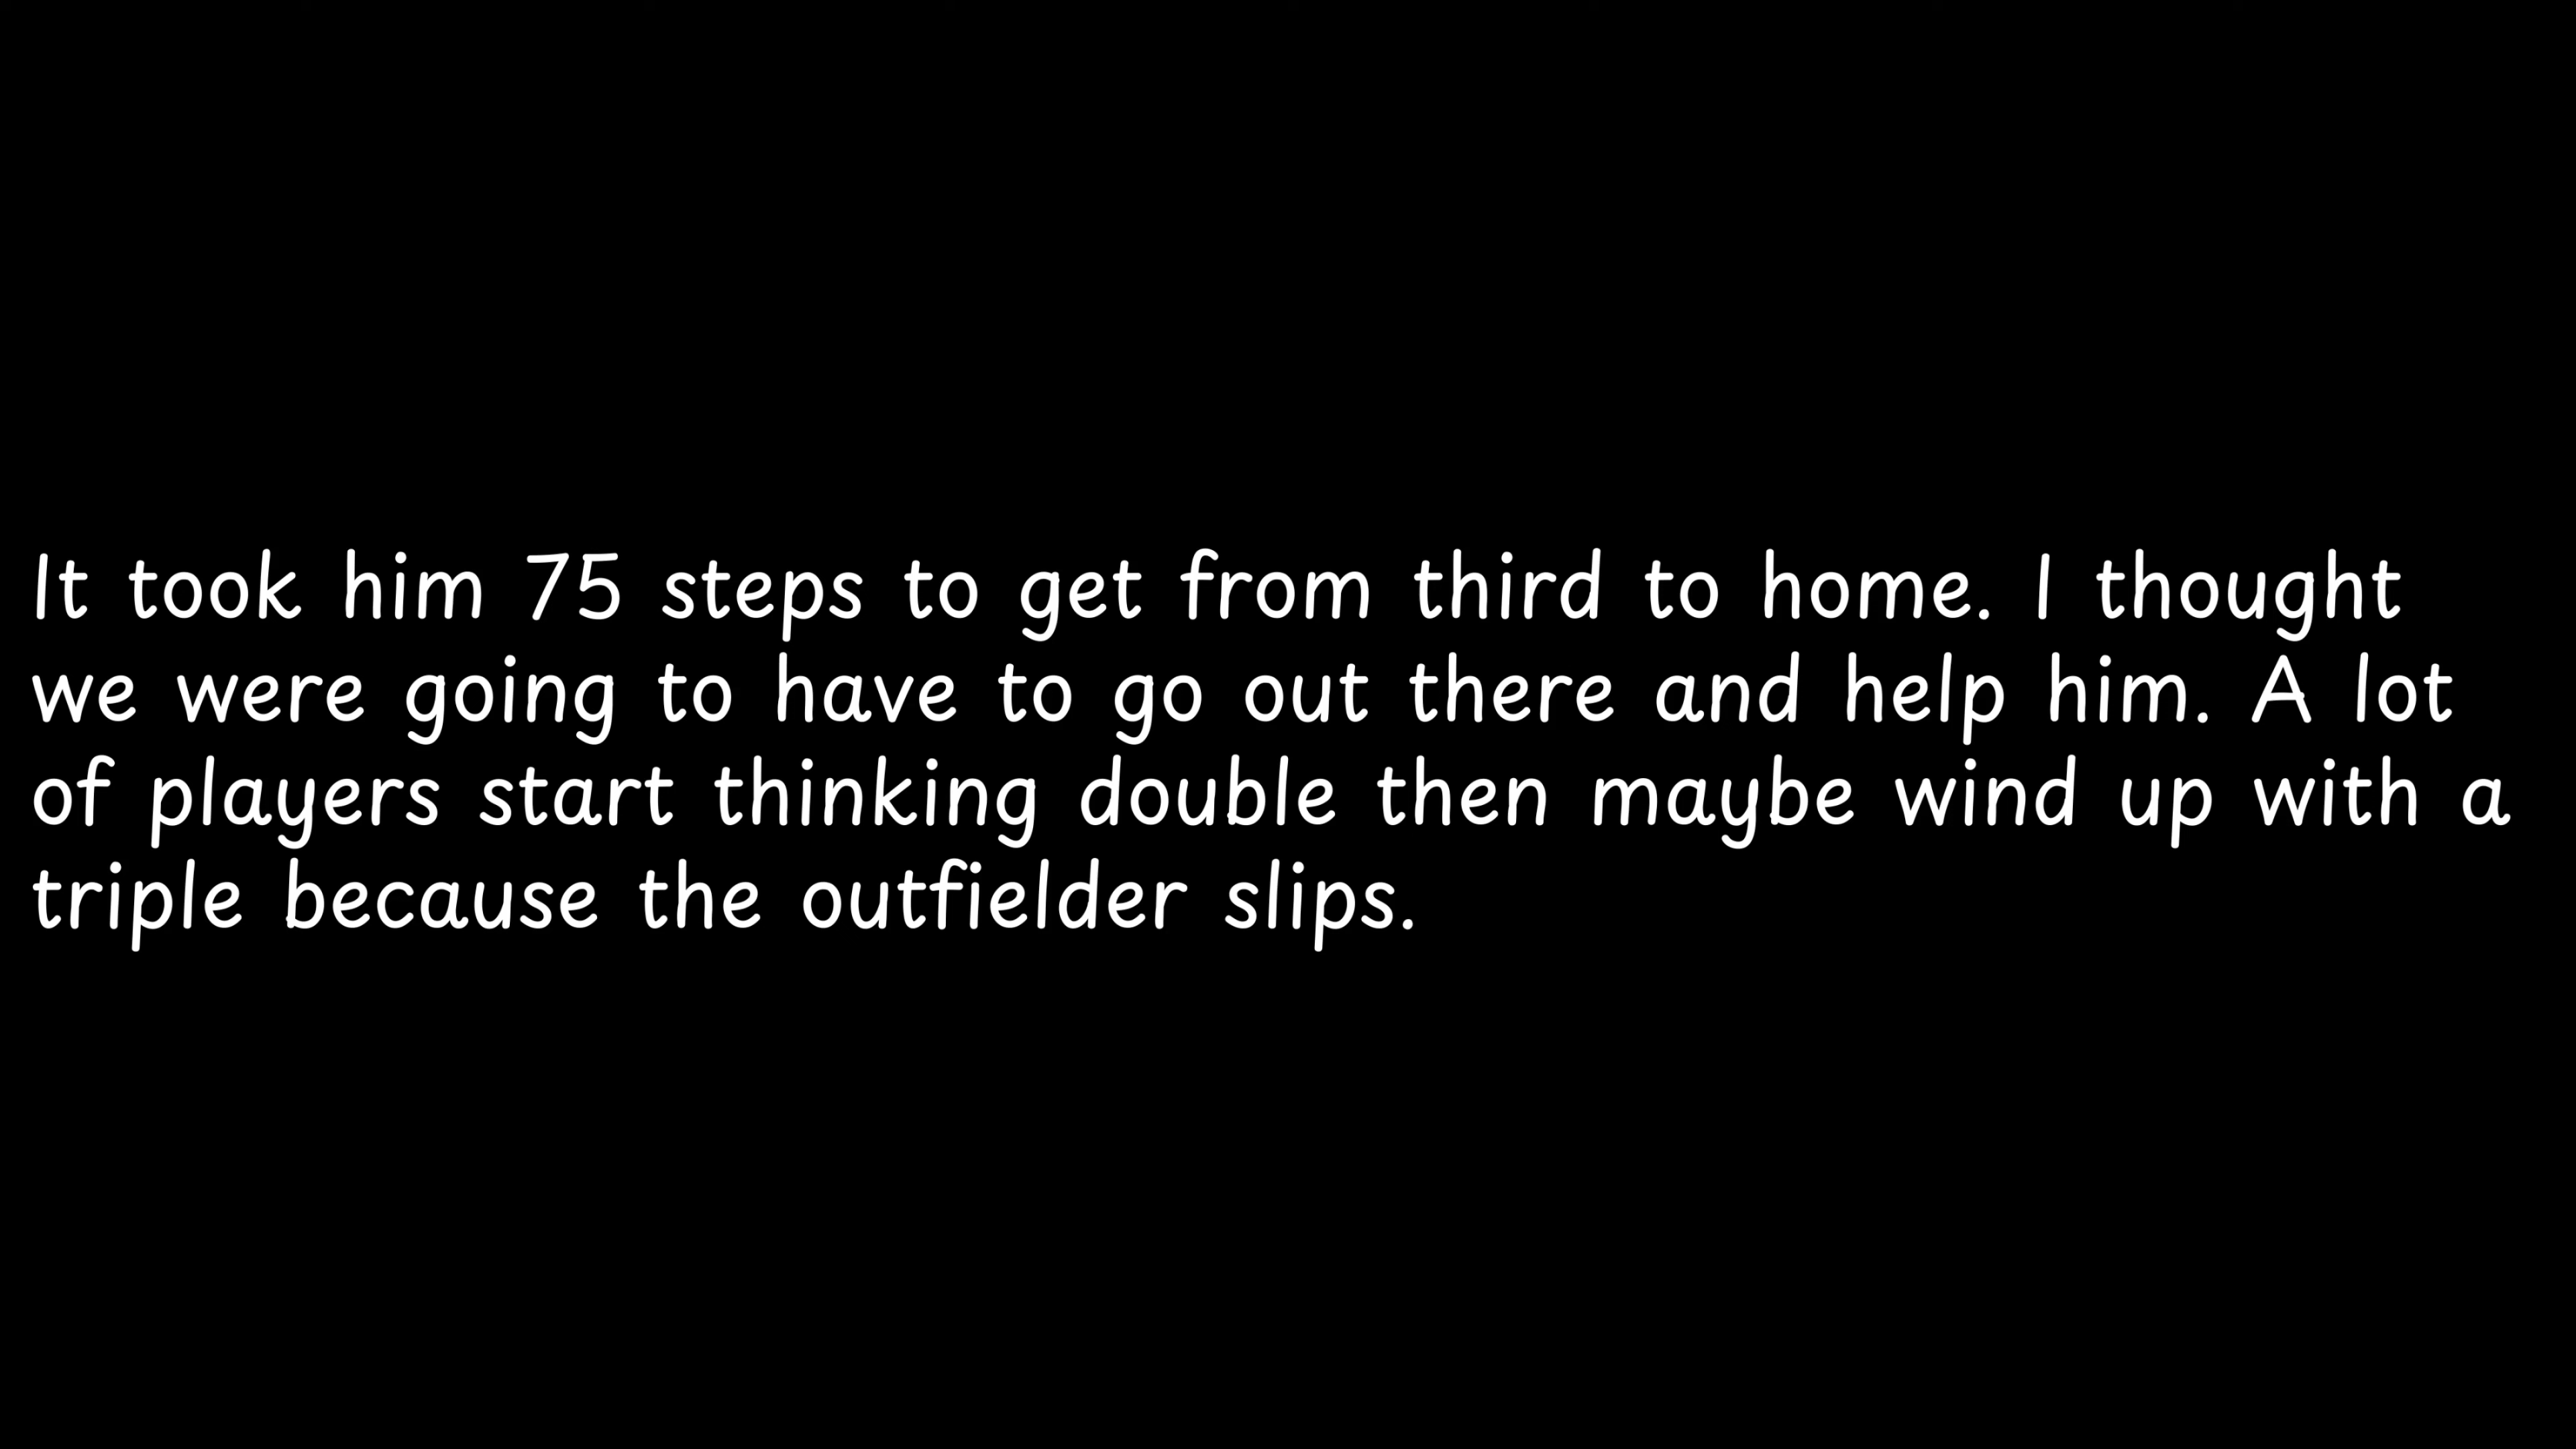 It took him 75 steps to get from third to home. I thought
we were going to have to go out there and help him. A lot
of players start thinking double then maybe wind up with a
triple because the outfielder slips.